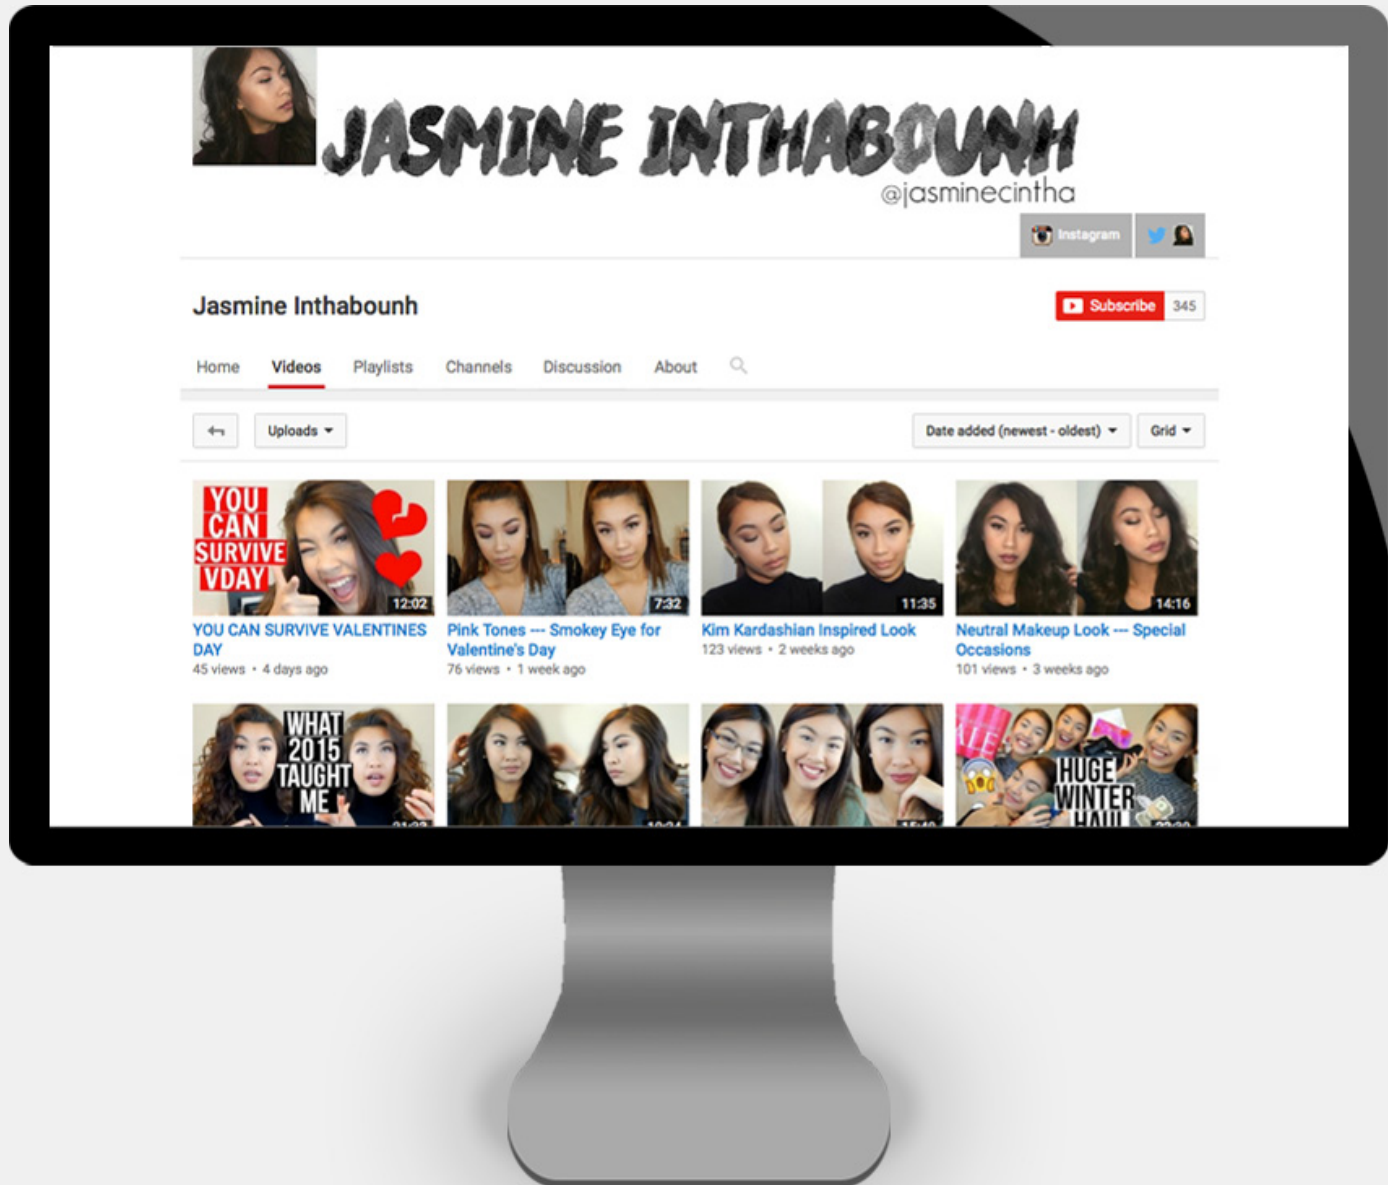 JASMINE INTHABOUNH
@jasminecintha
Instagram
Jasmine Inthabounh
Subscribe 345
Home Videos Playlists Channels Discussion About
Uploads
Date added (newest - oldest) Grid
YOU
CAN
SURVIVE
VDAY
12:02
7:32
11:35
14:16
YOU CAN SURVIVE VALENTINES
DAY
45 views • 4 days ago
Pink Tones --- Smokey Eye for
Valentine's Day
76 views • 1 week ago
Kim Kardashian Inspired Look
123 views • 2 weeks ago
Neutral Makeup Look --- Special
Occasions
101 views • 3 weeks ago
WHAT
2015
TAUGHT
ME
HUGE
WINTER
HAUL